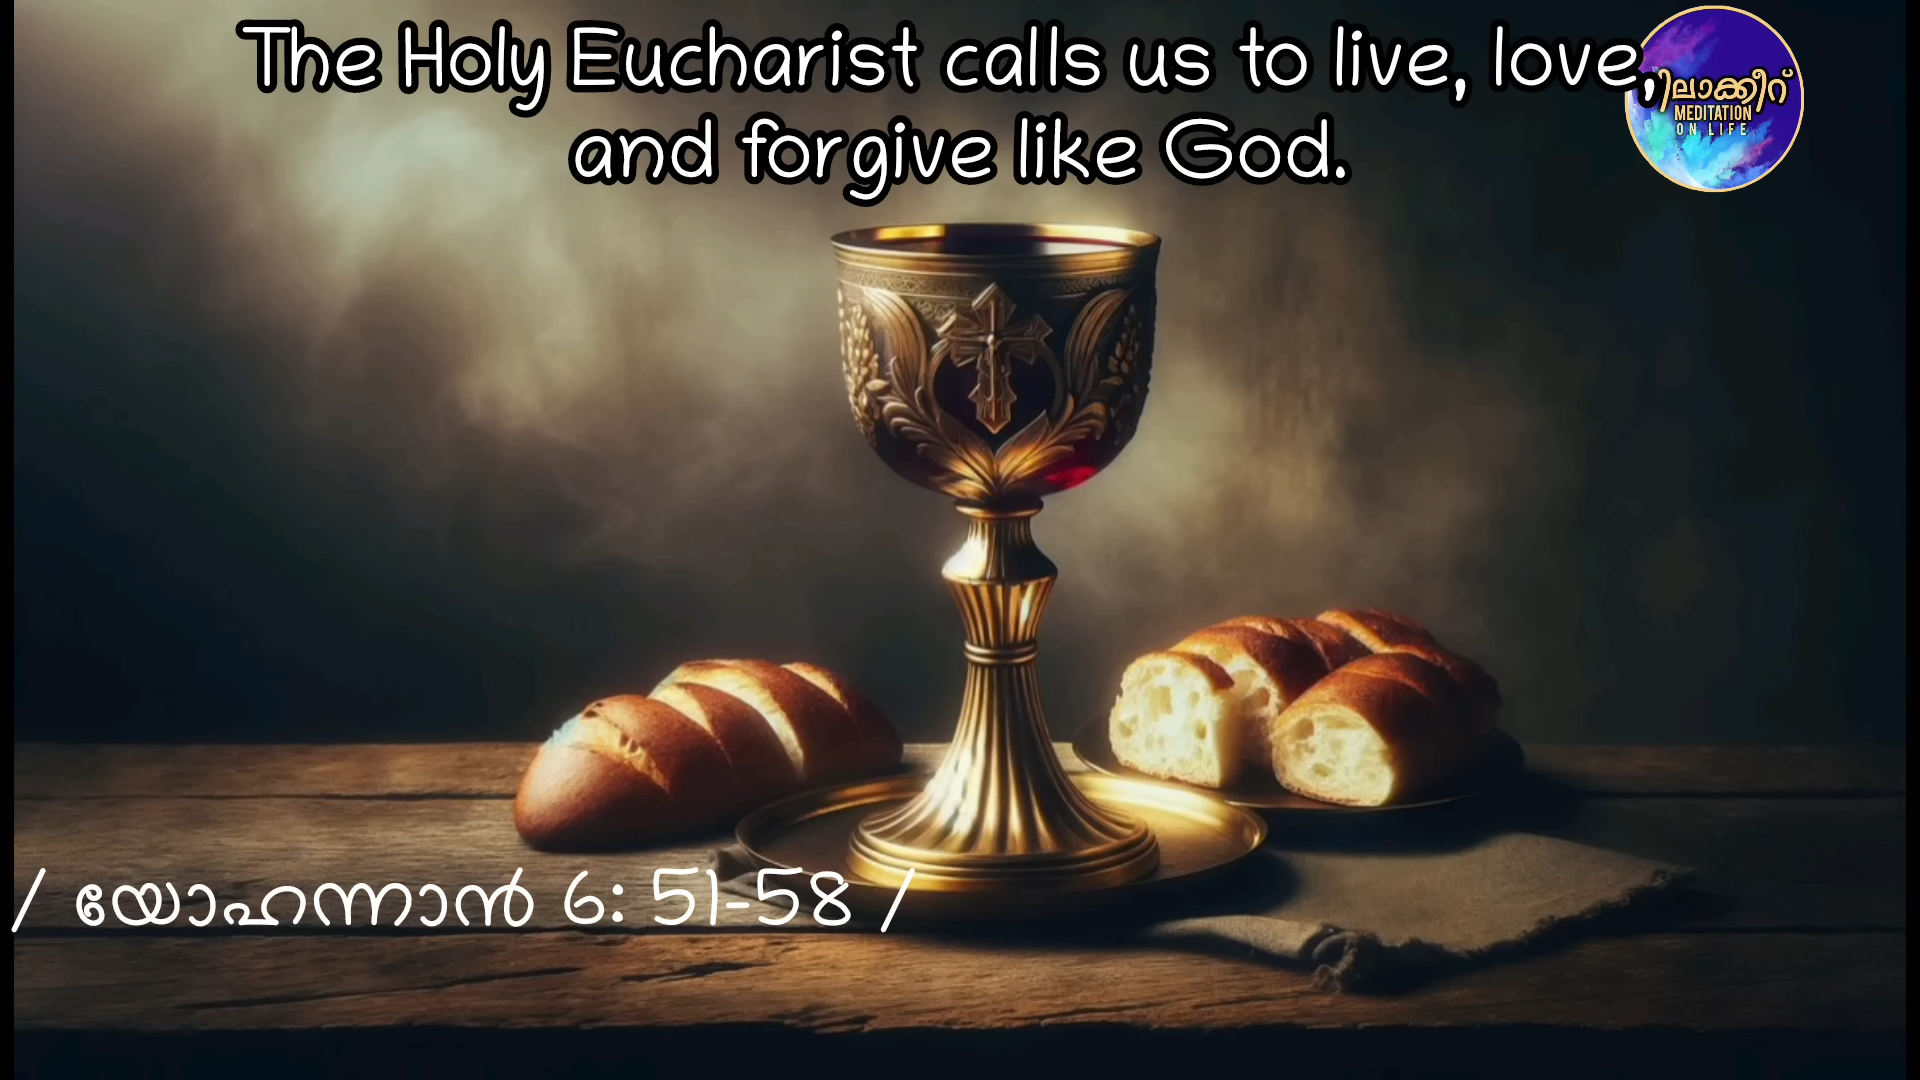 The Holy Eucharist calls us to live, love,
and forgive like God.
MEDITATION
ON LIFE
/ യോഹന്നാൻ 6: 51-58 /